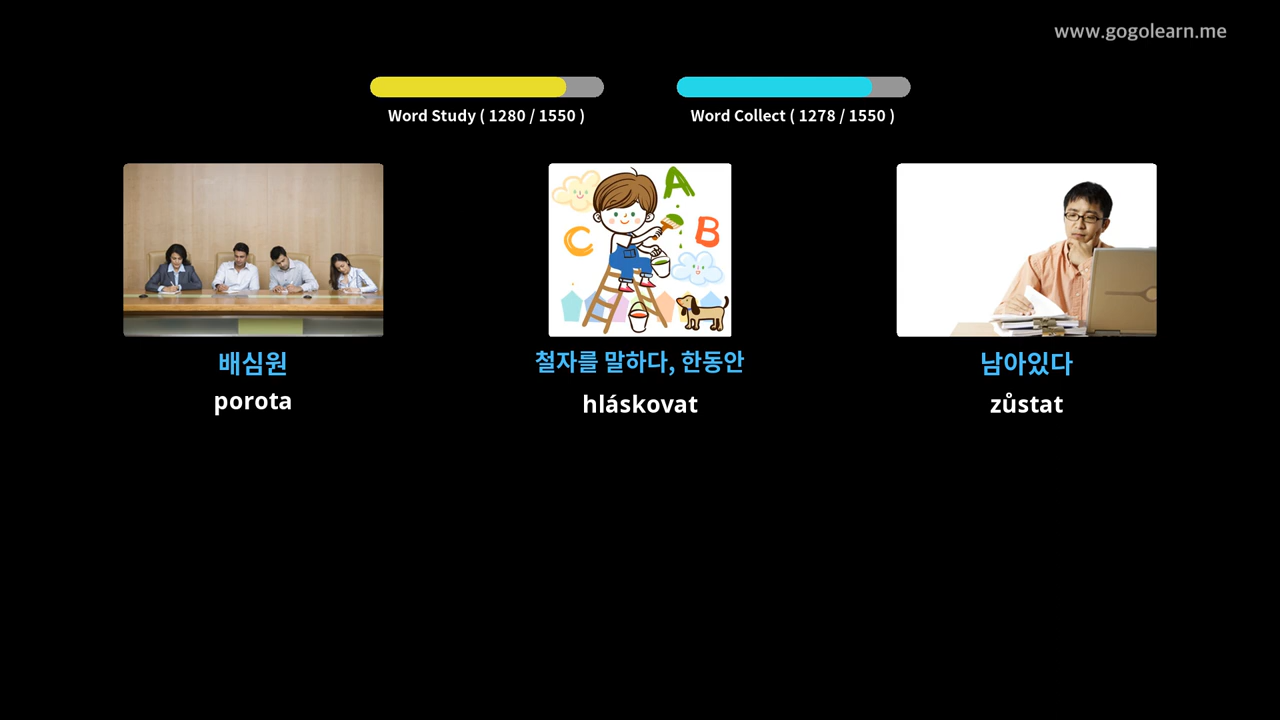 www.gogolearn.me
Word Study ( 1280 / 1550 )
Word Collect ( 1278 / 1550 )
A
B
C
배심원
철자를 말하다, 한동안
남아있다
porota
hláskovat
zůstat